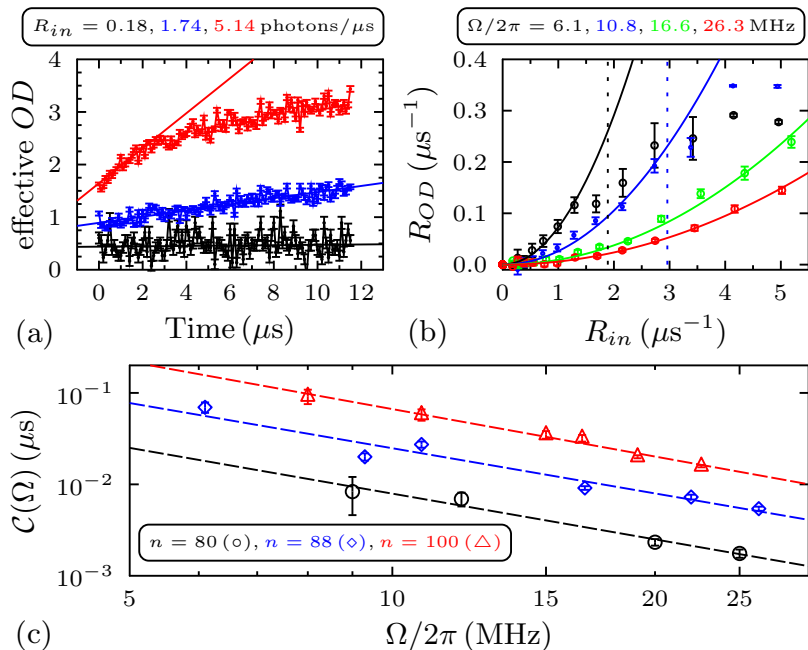 R_in = 0.18, 1.74, 5.14 photons/μs
effective OD
4
3
2
1
0
0 2 4 6 8 10 12
Time (μs)
(a)
Ω/2π = 6.1, 10.8, 16.6, 26.3 MHz
R_OD (μs⁻¹)
0.4
0.3
0.2
0.1
0.0
0 1 2 3 4 5
R_in (μs⁻¹)
(b)
C(Ω) (μs)
10⁻¹
10⁻²
10⁻³
n = 80 (○), n = 88 (⋄), n = 100 (△)
5 10 15 20 25
Ω/2π (MHz)
(c)